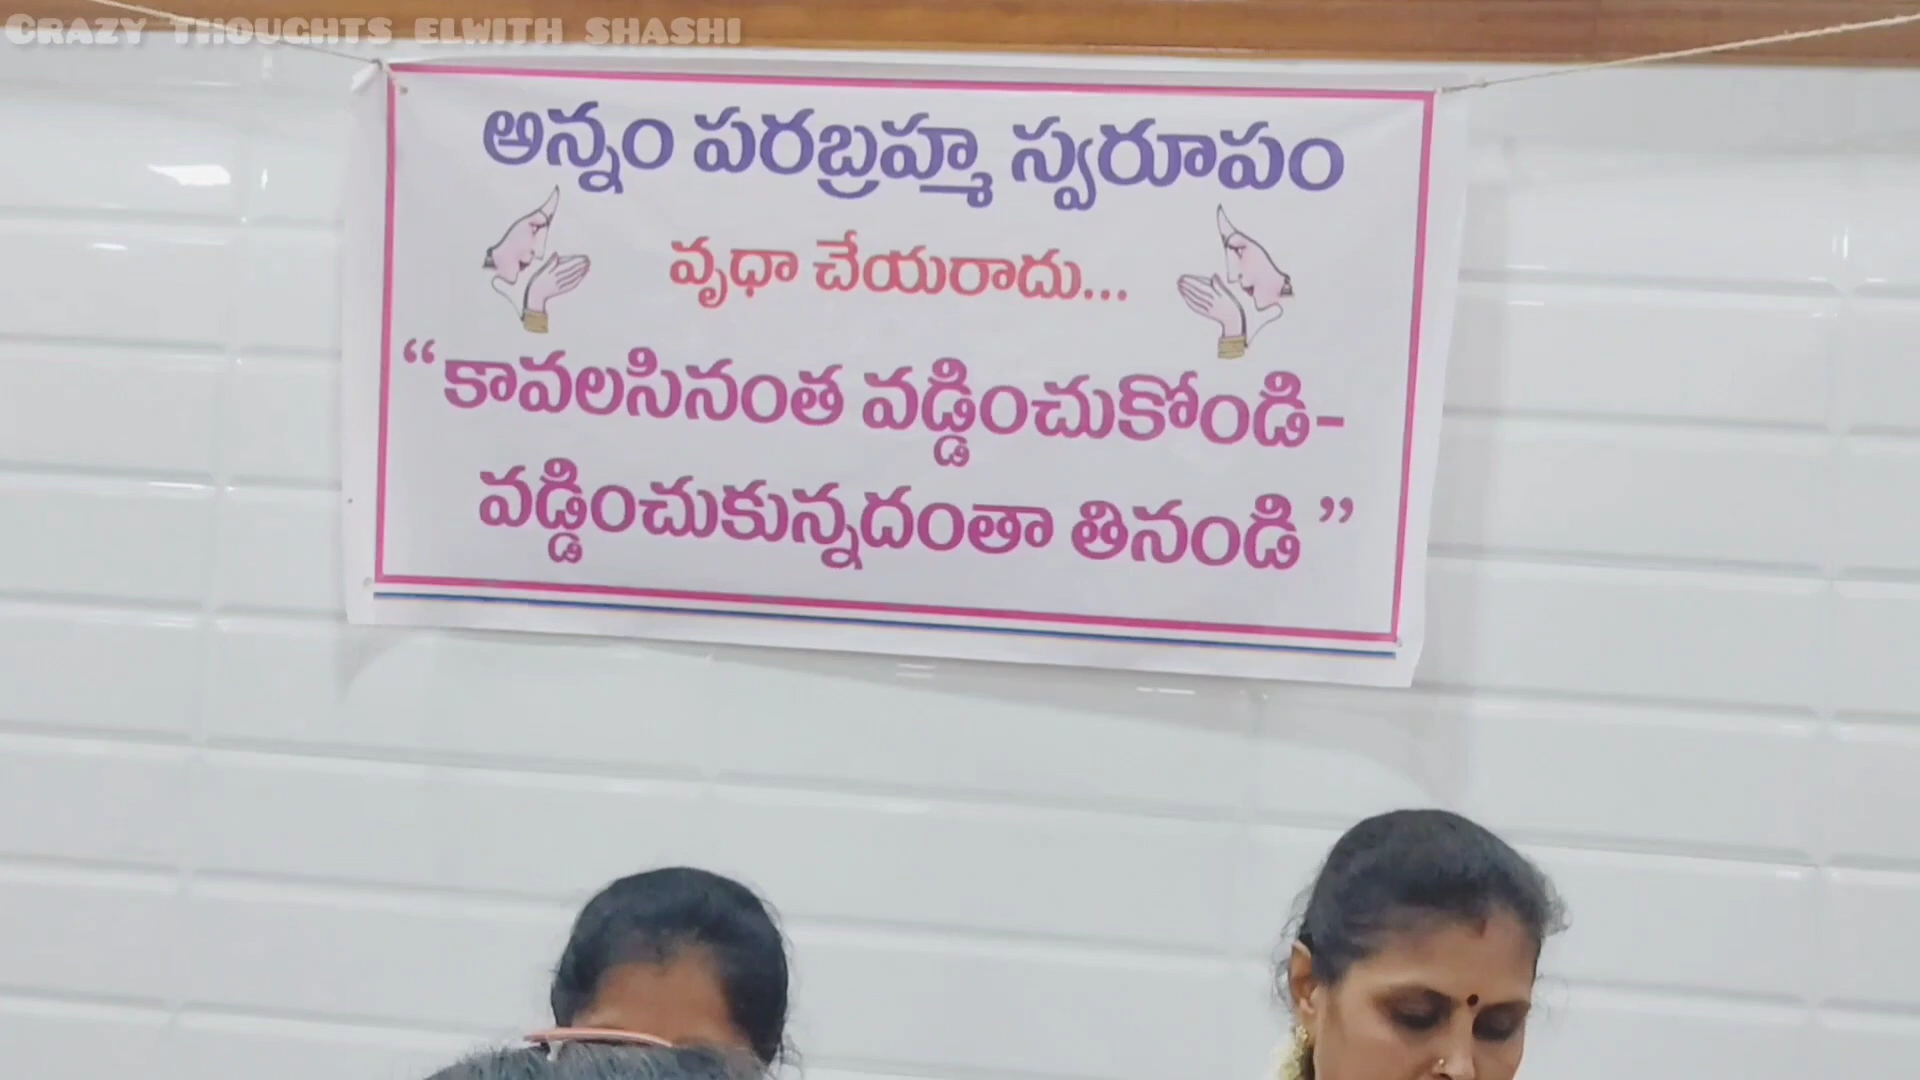 CRAZY THOUGHTS ELWITH SHASHI
అన్నం పరబ్రహ్మ స్వరూపం
వృధా చేయరాదు...
“కావలసినంత వడ్డించుకోండి-
వడ్డించుకున్నదంతా తినండి”